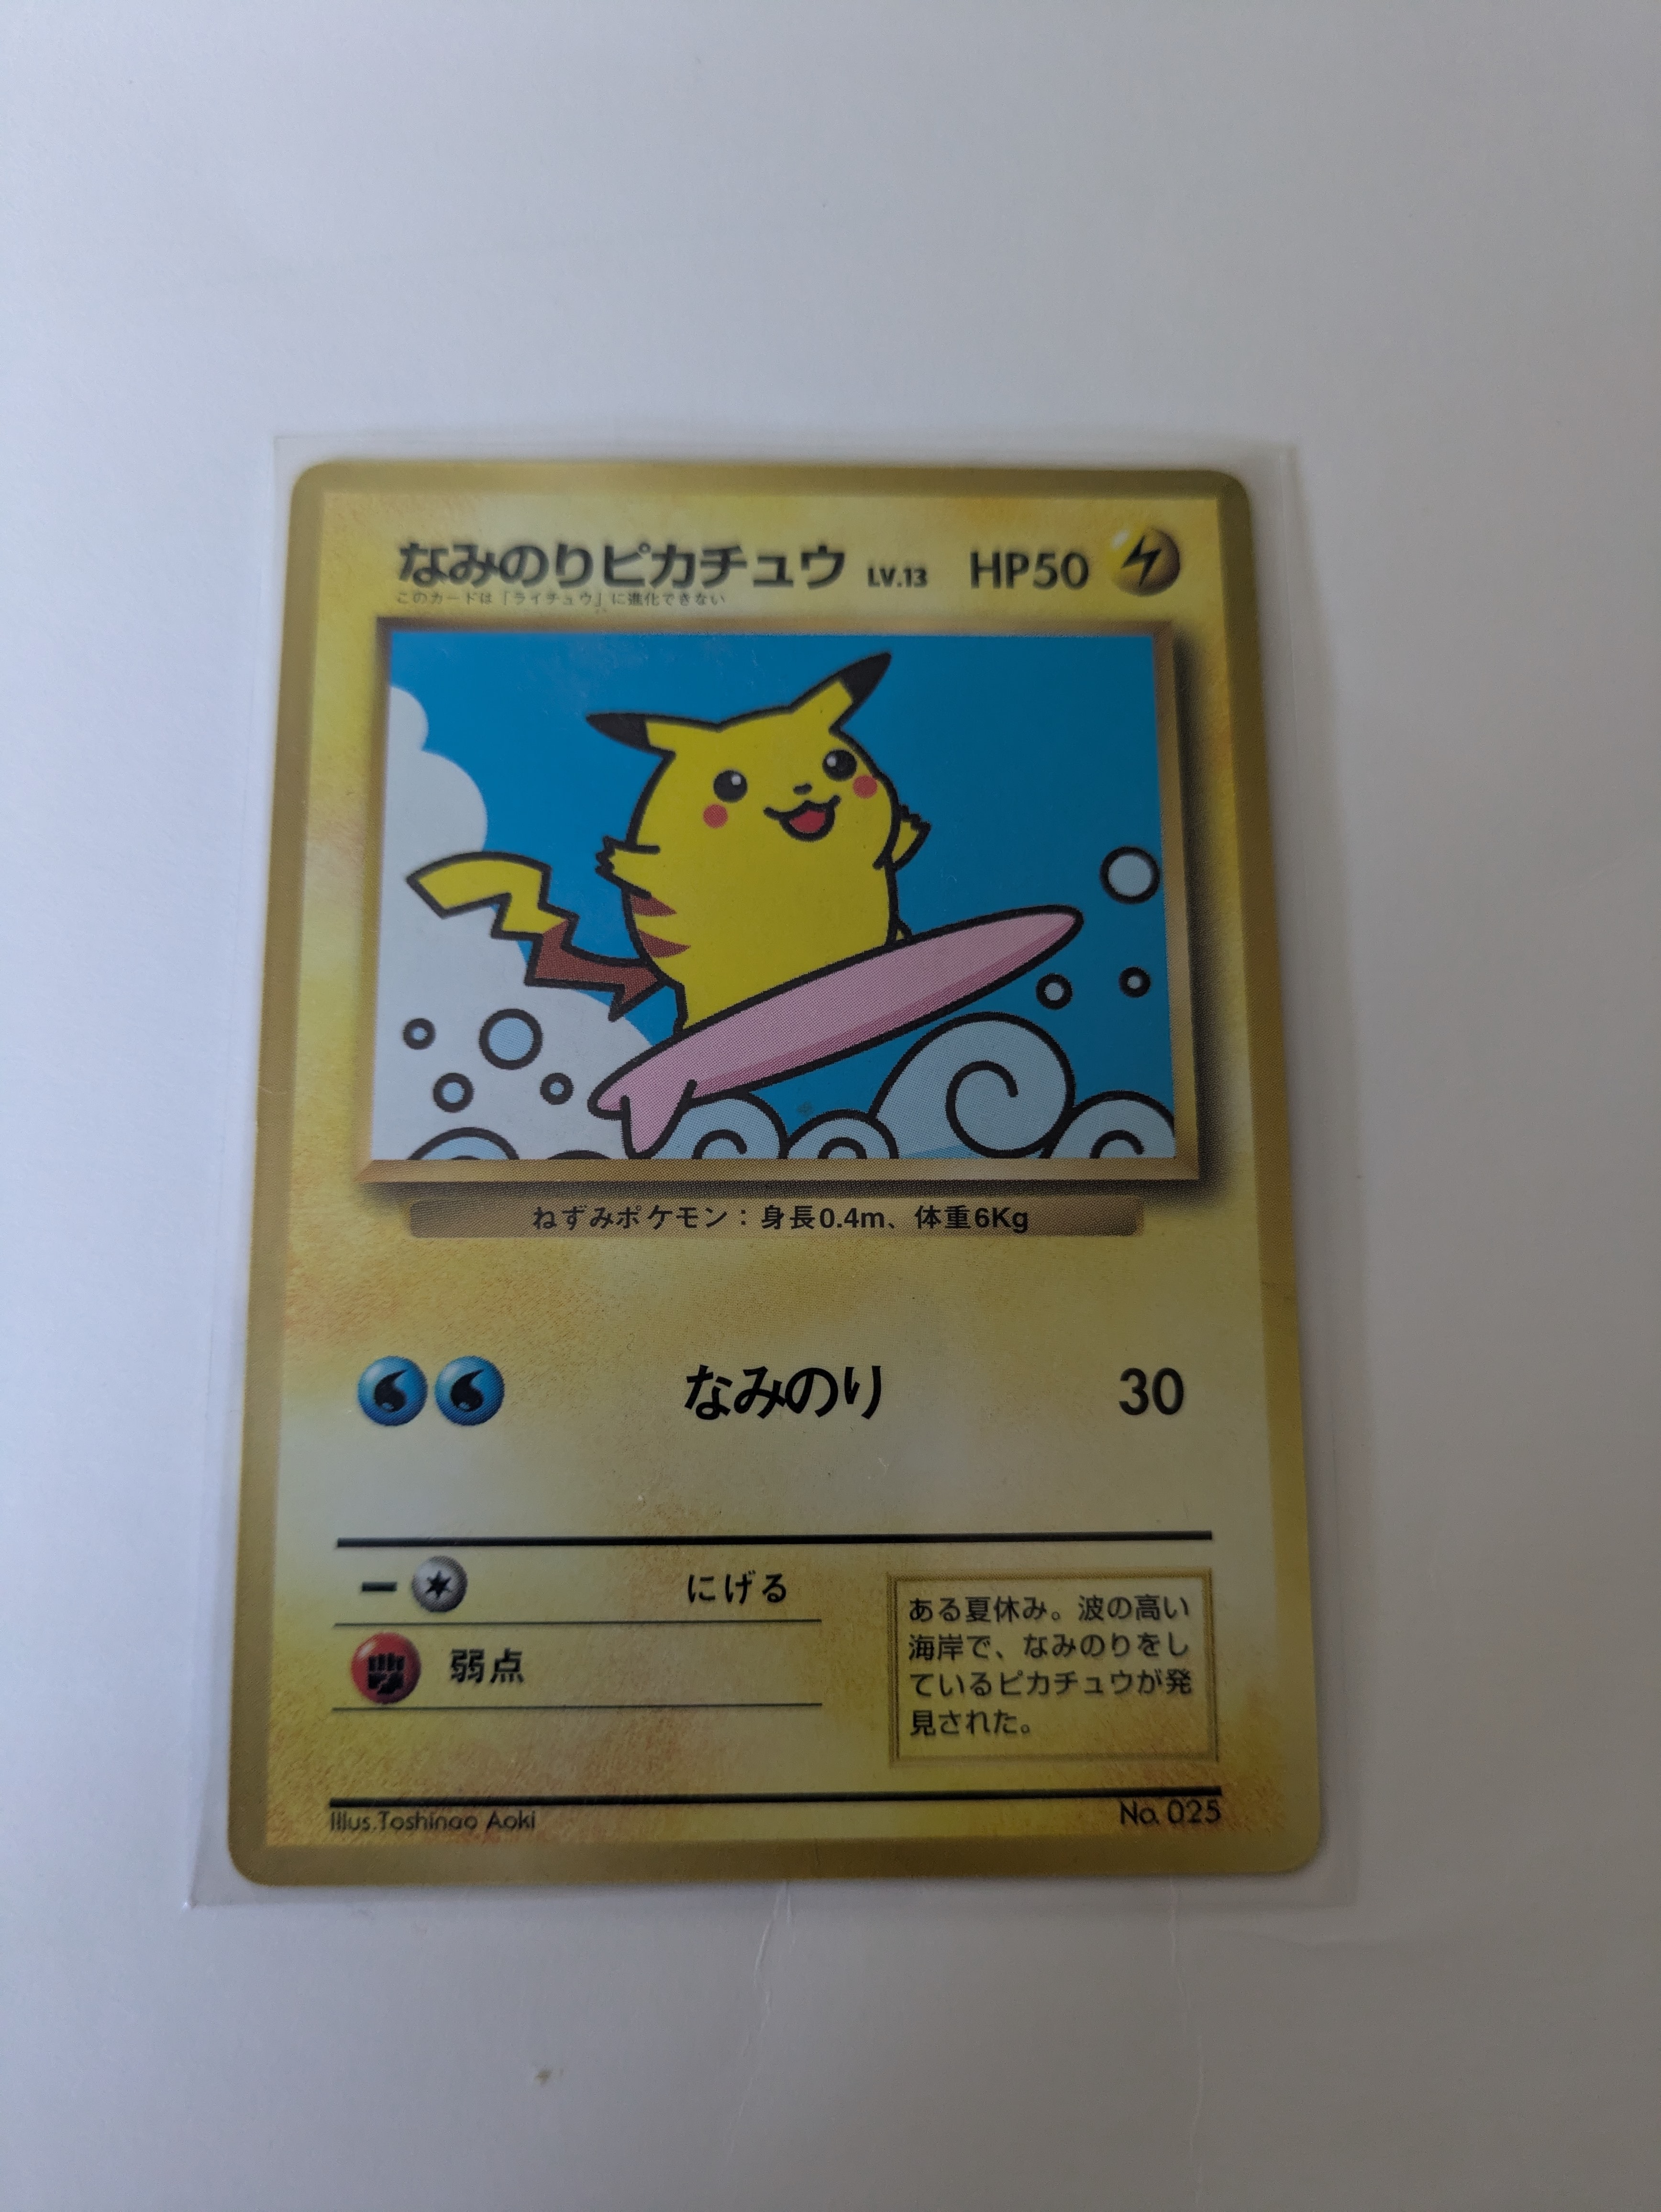 なみのりピカチュウ LV.13 HP50
このカードは「ライチュウ」に進化できない
ねずみポケモン：身長0.4m、体重6Kg
なみのり 30
にげる
弱点
ある夏休み。波の高い
海岸で、なみのりをし
ているピカチュウが発
見された。
Illus.Toshinao Aoki
No. 025